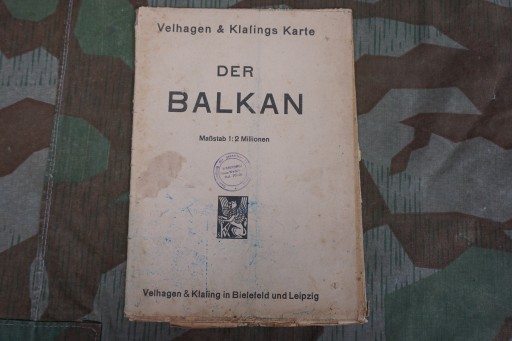 Velhagen & Klasings Karte
DER
BALKAN
Maßstab 1:2 Millionen
Velhagen & Klasing in Bielefeld und Leipzig